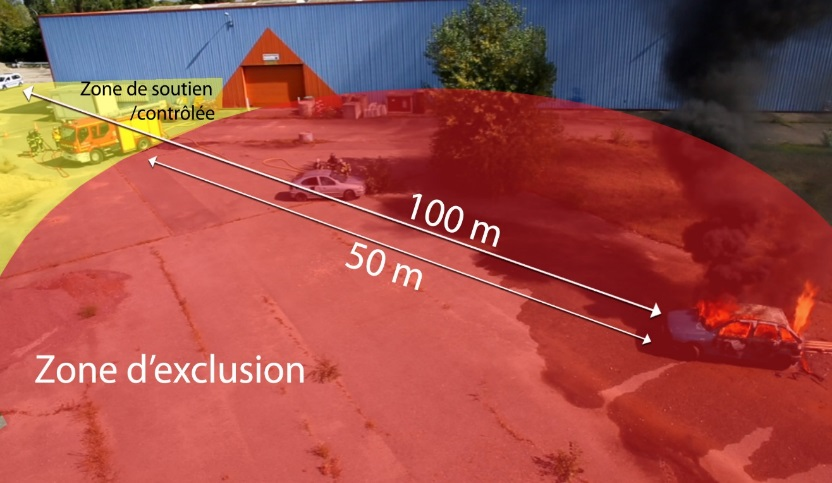 Zone de soutien
/contrôlée
100 m
50 m
Zone d'exclusion